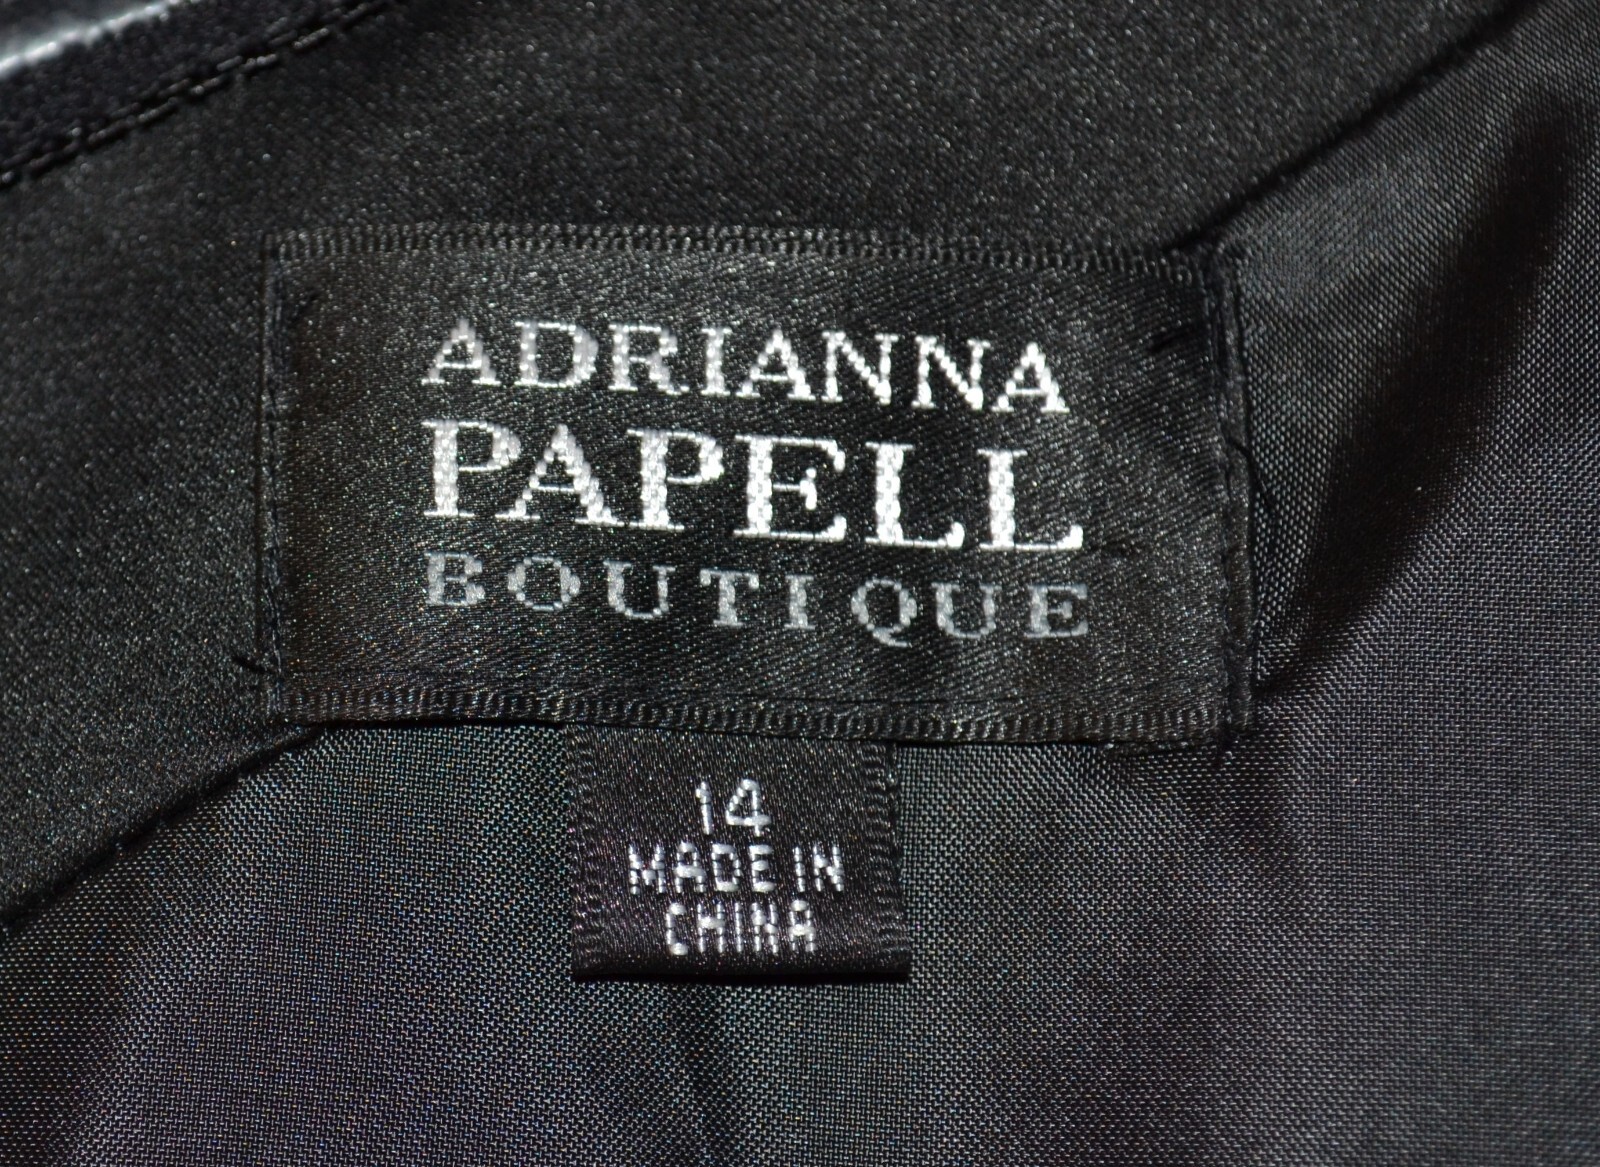 ADRIANNA
PAPELL
BOUTIQUE
14
MADE IN
CHINA